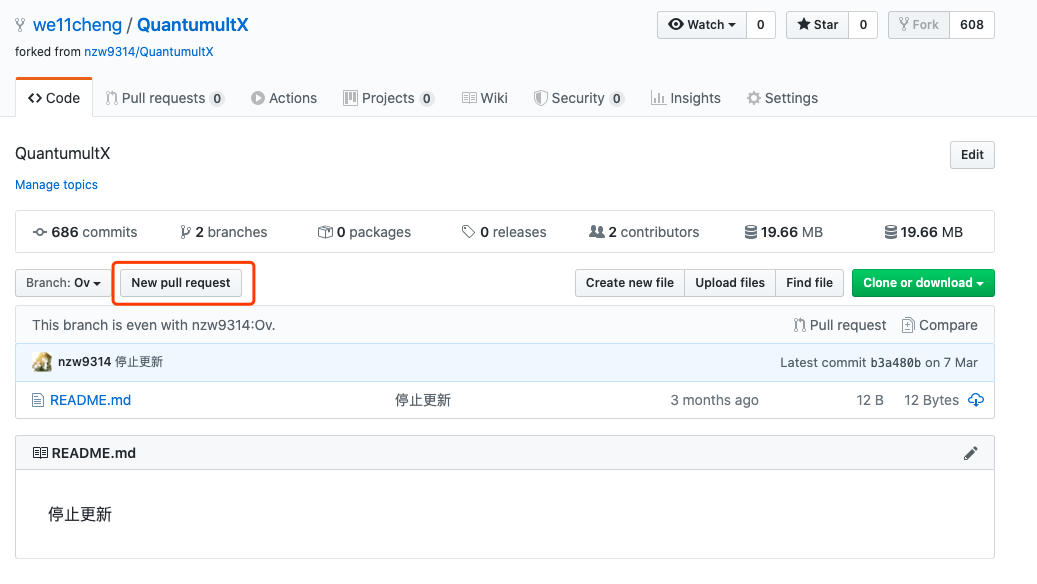 we11cheng / QuantumultX Watch 0 Star 0 Fork 608
forked from nzw9314/QuantumultX
Code Pull requests 0 Actions Projects 0 Wiki Security 0 Insights Settings
QuantumultX Edit
Manage topics
686 commits 2 branches 0 packages 0 releases 2 contributors 19.66 MB 19.66 MB
Branch: Ov New pull request Create new file Upload files Find file Clone or download
This branch is even with nzw9314:Ov. Pull request Compare
nzw9314 停止更新 Latest commit b3a480b on 7 Mar
README.md 停止更新 3 months ago 12 B 12 Bytes
README.md
停止更新